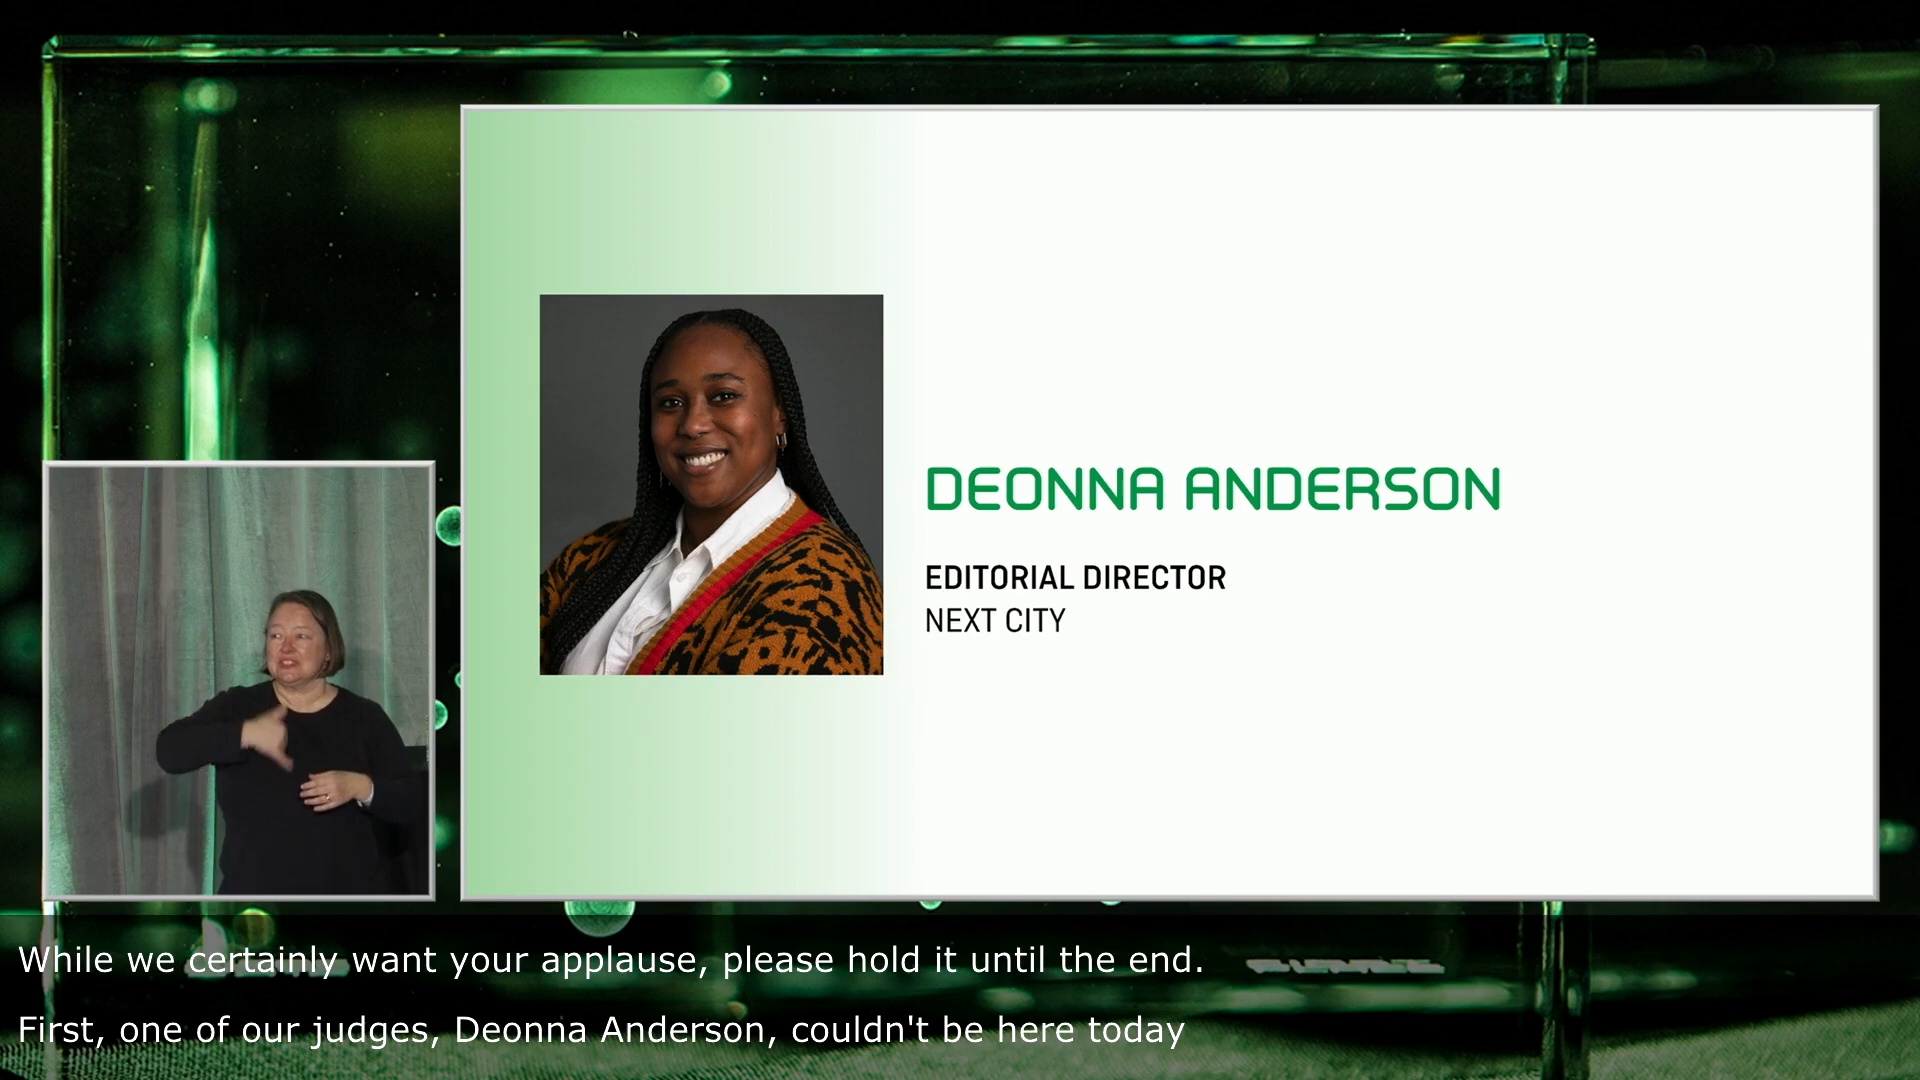 DEONNA ANDERSON
EDITORIAL DIRECTOR
NEXT CITY
While we certainly want your applause, please hold it until the end.
First, one of our judges, Deonna Anderson, couldn't be here today